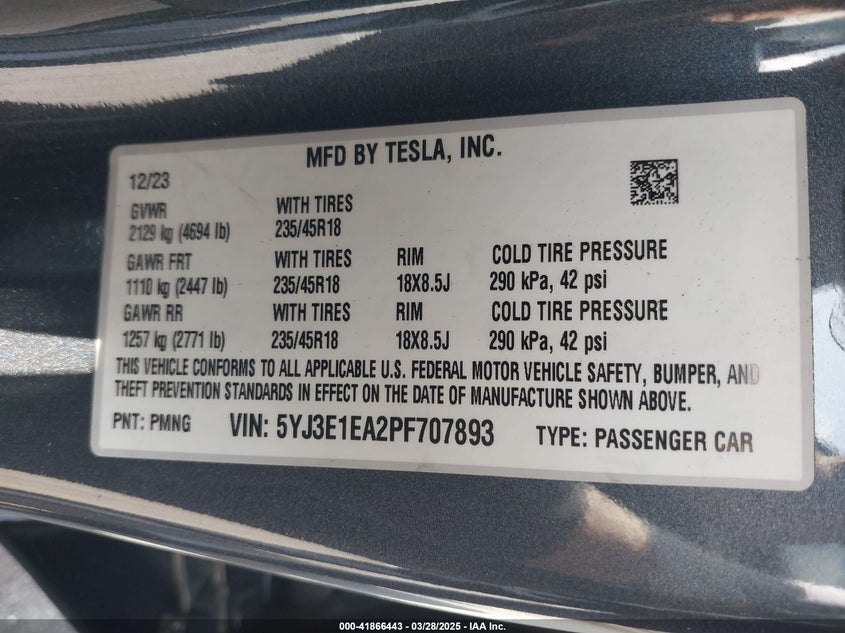 MFD BY TESLA, INC.
12/23
GVWR WITH TIRES
2129 kg (4694 lb) 235/45R18
GAWR FRT WITH TIRES RIM COLD TIRE PRESSURE
1110 kg (2447 lb) 235/45R18 18X8.5J 290 kPa, 42 psi
GAWR RR WITH TIRES RIM COLD TIRE PRESSURE
1257 kg (2771 lb) 235/45R18 18X8.5J 290 kPa, 42 psi
THIS VEHICLE CONFORMS TO ALL APPLICABLE U.S. FEDERAL MOTOR VEHICLE SAFETY, BUMPER, AND
THEFT PREVENTION STANDARDS IN EFFECT ON THE DATE OF MANUFACTURE SHOWN ABOVE.
PNT: PMNG VIN: 5YJ3E1EA2PF707893 TYPE: PASSENGER CAR
000-41866443 - 03/28/2025 - IAA Inc.